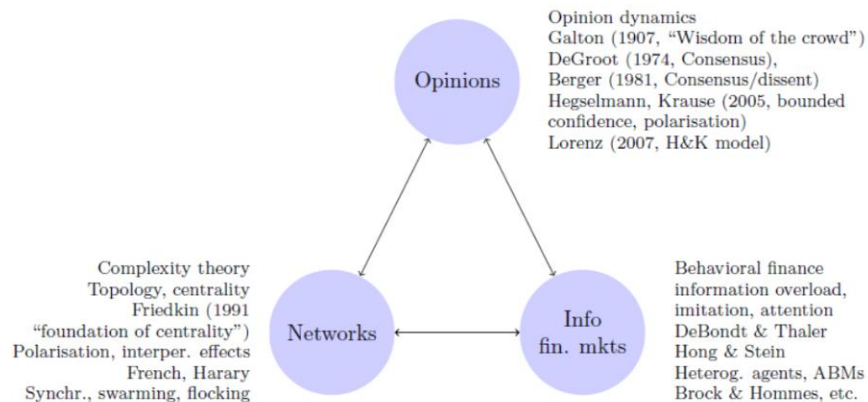 Opinion dynamics
Galton (1907, “Wisdom of the crowd”)
DeGroot (1974, Consensus),
Berger (1981, Consensus/dissent)
Hegselmann, Krause (2005, bounded
confidence, polarisation)
Lorenz (2007, H&K model)
Opinions
Complexity theory
Topology, centrality
Friedkin (1991
“foundation of centrality”)
Polarisation, interper. effects
French, Harary
Synchr., swarming, flocking
Networks
Info
fin. mkts
Behavioral finance
information overload,
imitation, attention
DeBondt & Thaler
Hong & Stein
Heterog. agents, ABMs
Brock & Hommes, etc.